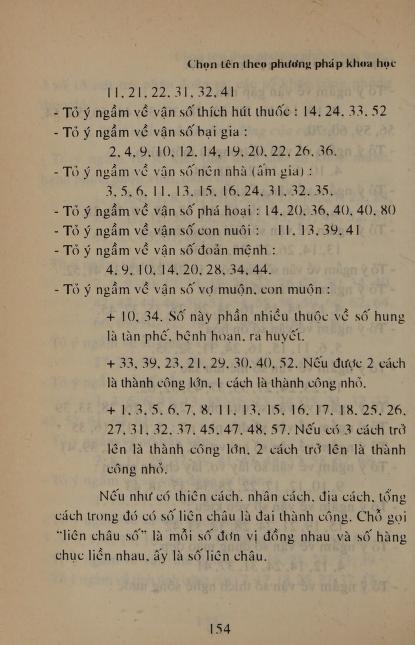 Chọn tên theo phương pháp khoa học
11, 21, 22, 31, 32, 41
- Tỏ ý ngầm về vận số thích hút thuốc : 14, 24, 33, 52
- Tỏ ý ngầm về vận số bại gia :
2, 4, 9, 10, 12, 14, 19, 20, 22, 26, 36.
- Tỏ ý ngầm về vận số nên nhà (ấm gia) :
3, 5, 6, 11, 13, 15, 16, 24, 31, 32, 35.
- Tỏ ý ngầm về vận số phá hoại : 14, 20, 36, 40, 40, 80
- Tỏ ý ngầm về vận số con nuôi : 11, 13, 39, 41
- Tỏ ý ngầm về vận số đoản mệnh :
4, 9, 10, 14, 20, 28, 34, 44.
- Tỏ ý ngầm về vận số vợ muộn, con muộn :
+ 10, 34. Số này phần nhiều thuộc về số hung
là tàn phế, bệnh hoạn, ra huyết.
+ 33, 39, 23, 21, 29, 30, 40, 52. Nếu được 2 cách
là thành công lớn, 1 cách là thành công nhỏ.
+ 1, 3, 5, 6, 7, 8, 11, 13, 15, 16, 17, 18, 25, 26,
27, 31, 32, 37, 45, 47, 48, 57. Nếu có 3 cách trở
lên là thành công lớn, 2 cách trở lên là thành
công nhỏ.
Nếu như có thiên cách, nhân cách, địa cách, tổng
cách trong đó có số liên châu là đại thành công. Chỗ gọi
"liên châu số" là mỗi số đơn vị đồng nhau và số hàng
chục liền nhau, ấy là số liên châu.
154